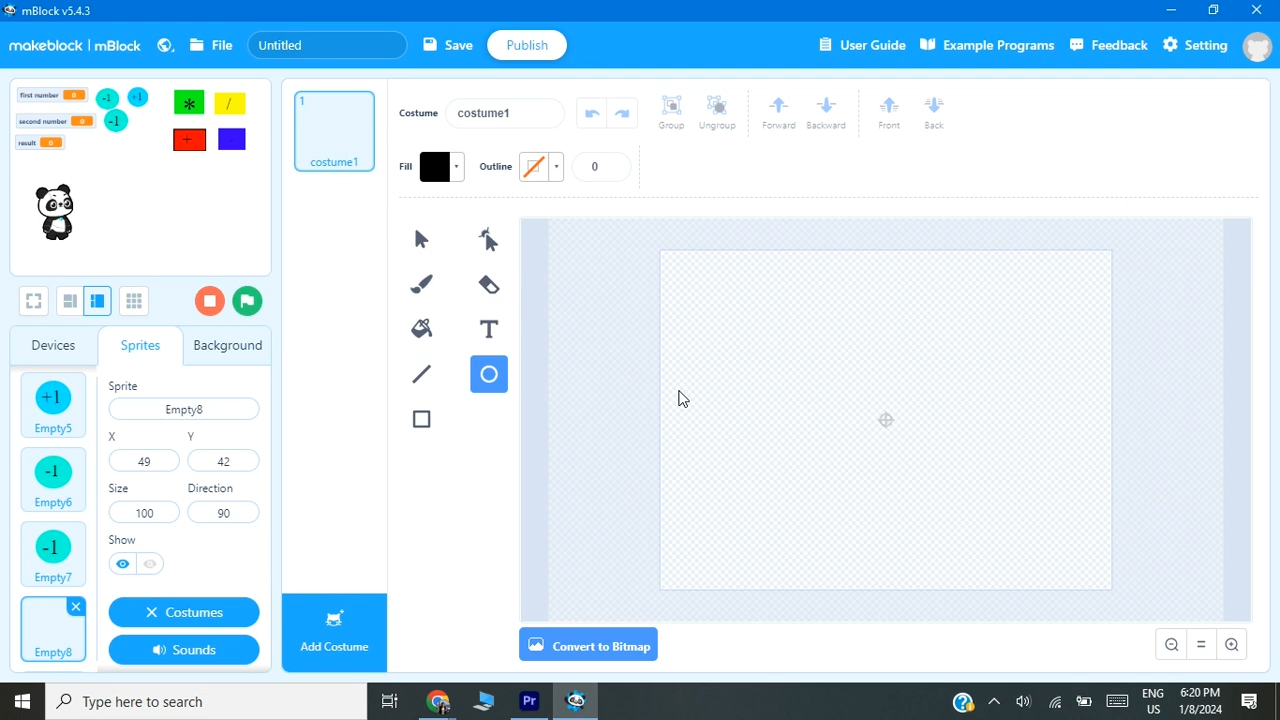 mBlock v5.4.3
makeblock | mBlock
File
Untitled
Save
Publish
User Guide
Example Programs
Feedback
Setting
first number 0
-1
+1
second number 0
-1
result 0
*
/
+
-
1
costume1
Costume
costume1
Group
Ungroup
Forward
Backward
Front
Back
Fill
Outline
0
T
Devices
Sprites
Background
+1
Empty5
-1
Empty6
-1
Empty7
Empty8
Sprite
Empty8
X
Y
49
42
Size
Direction
100
90
Show
Costumes
Sounds
Add Costume
Convert to Bitmap
Type here to search
Pr
ENG
US
6:20 PM
1/8/2024